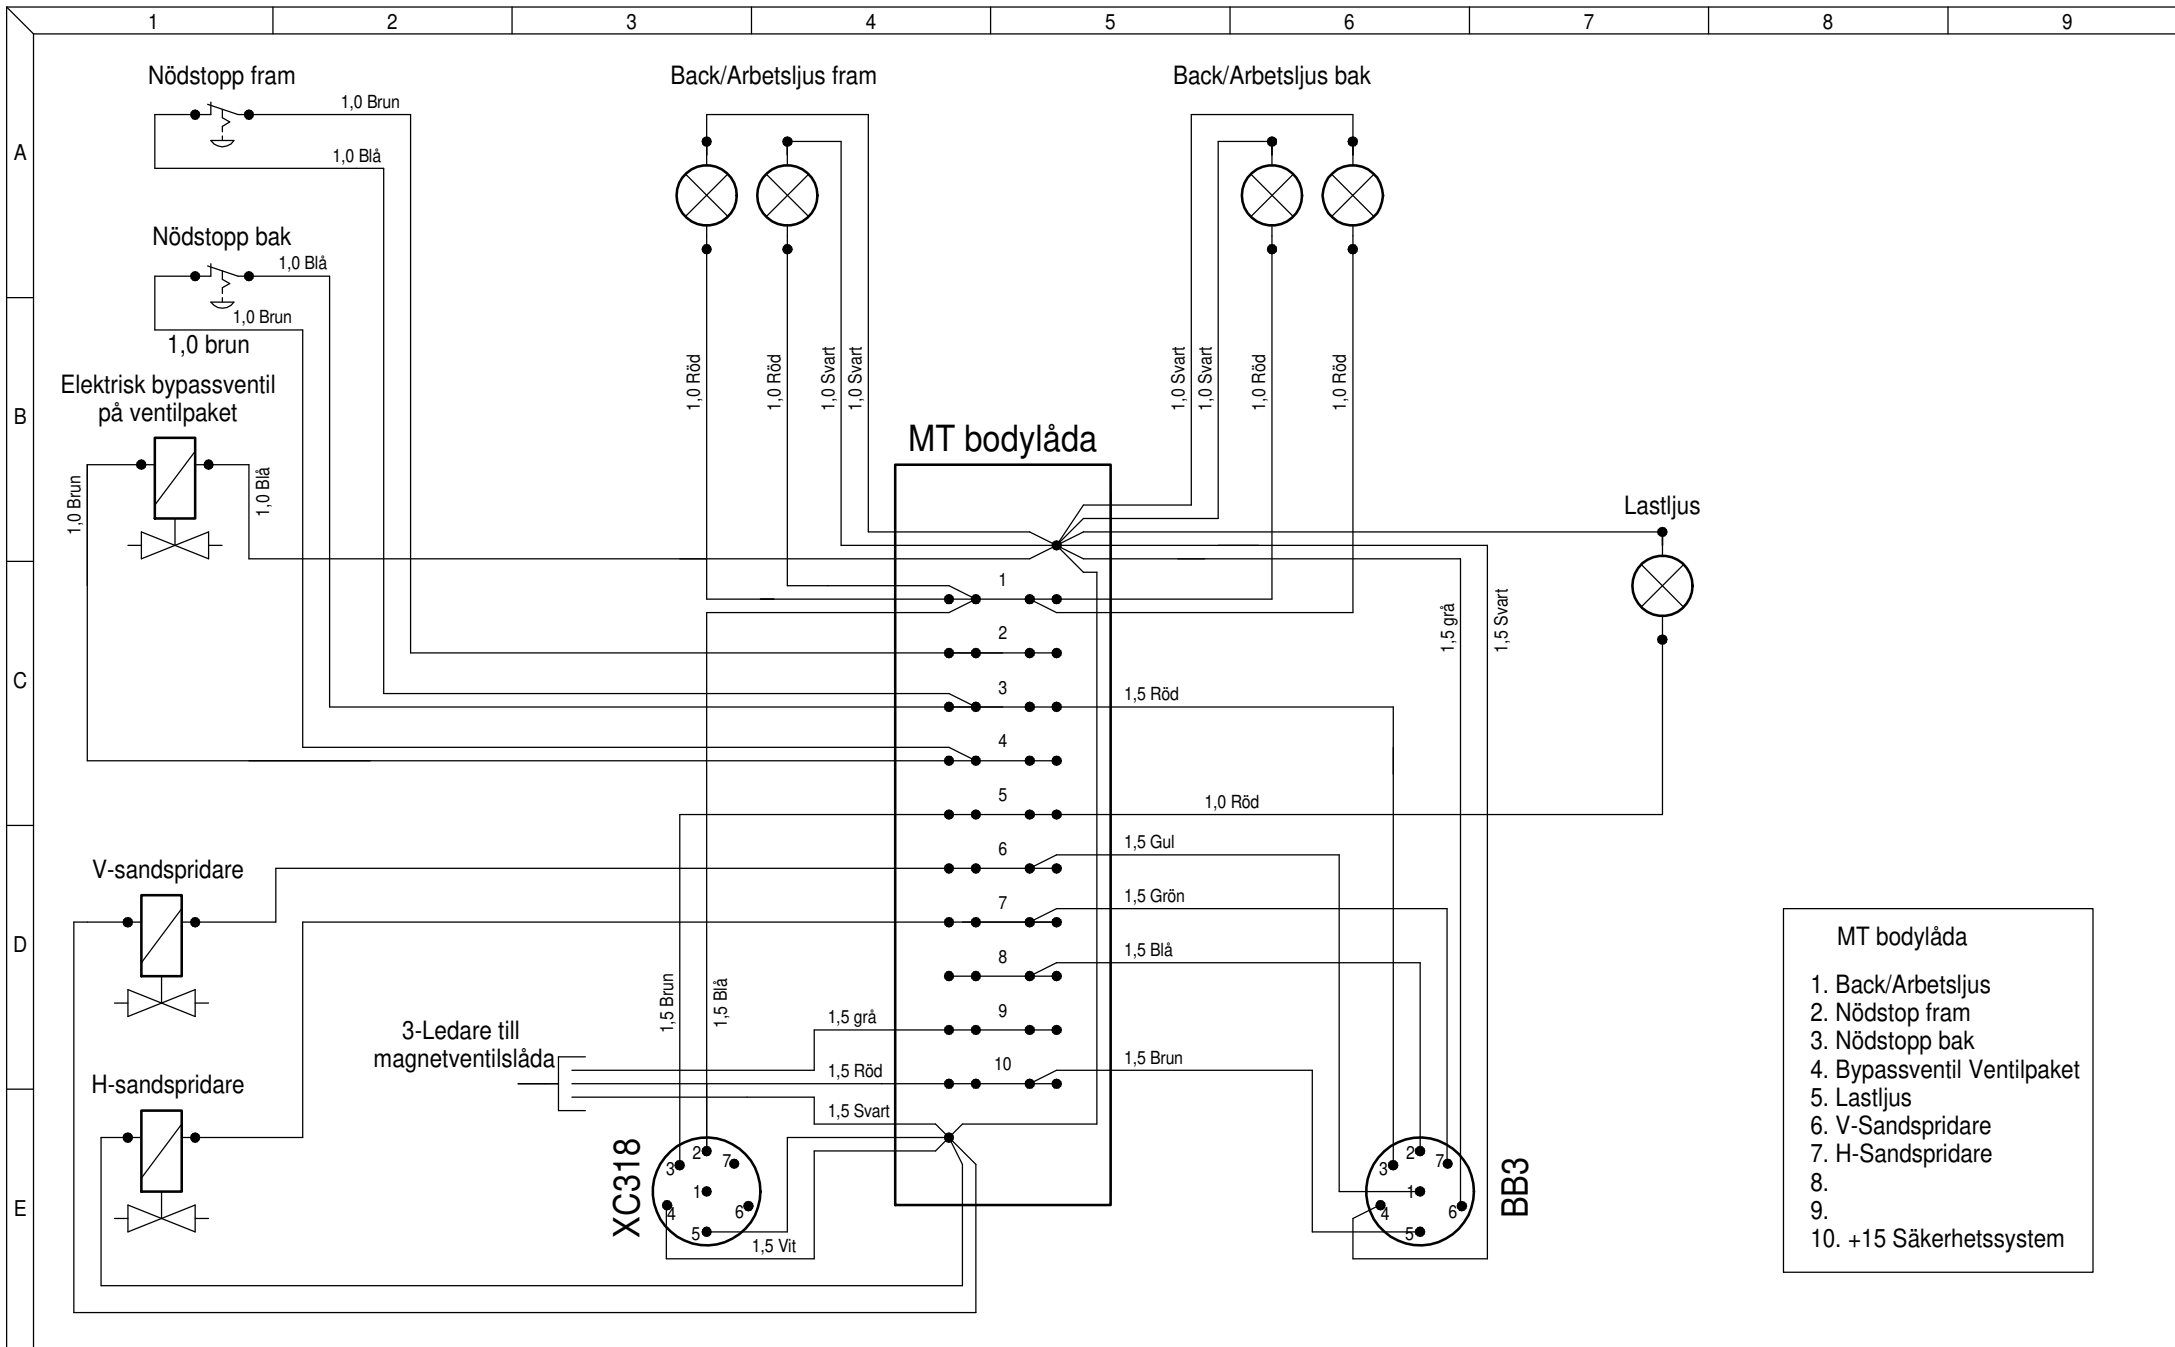 1 2 3 4 5 6 7 8 9
A
B
C
D
E
Nödstopp fram
1,0 Brun
1,0 Blå
Nödstopp bak
1,0 Blå
1,0 Brun
1,0 brun
Elektrisk bypassventil
på ventilpaket
1,0 Brun
1,0 Blå
Back/Arbetsljus fram
1,0 Röd
1,0 Röd
1,0 Svart
1,0 Svart
Back/Arbetsljus bak
1,0 Svart
1,0 Svart
1,0 Röd
1,0 Röd
MT bodylåda
1
2
3
4
5
6
7
8
9
10
Lastljus
1,5 grå
1,5 Svart
1,5 Röd
1,0 Röd
1,5 Gul
1,5 Grön
1,5 Blå
1,5 Brun
V-sandspridare
H-sandspridare
3-Ledare till
magnetventilslåda
1,5 Brun
1,5 Blå
1,5 grå
1,5 Röd
1,5 Svart
1,5 Vit
XC318
2
3
7
1
4
6
5
BB3
2
3
7
1
4
6
5
MT bodylåda
1. Back/Arbetsljus
2. Nödstop fram
3. Nödstopp bak
4. Bypassventil Ventilpaket
5. Lastljus
6. V-Sandspridare
7. H-Sandspridare
8.
9.
10. +15 Säkerhetssystem